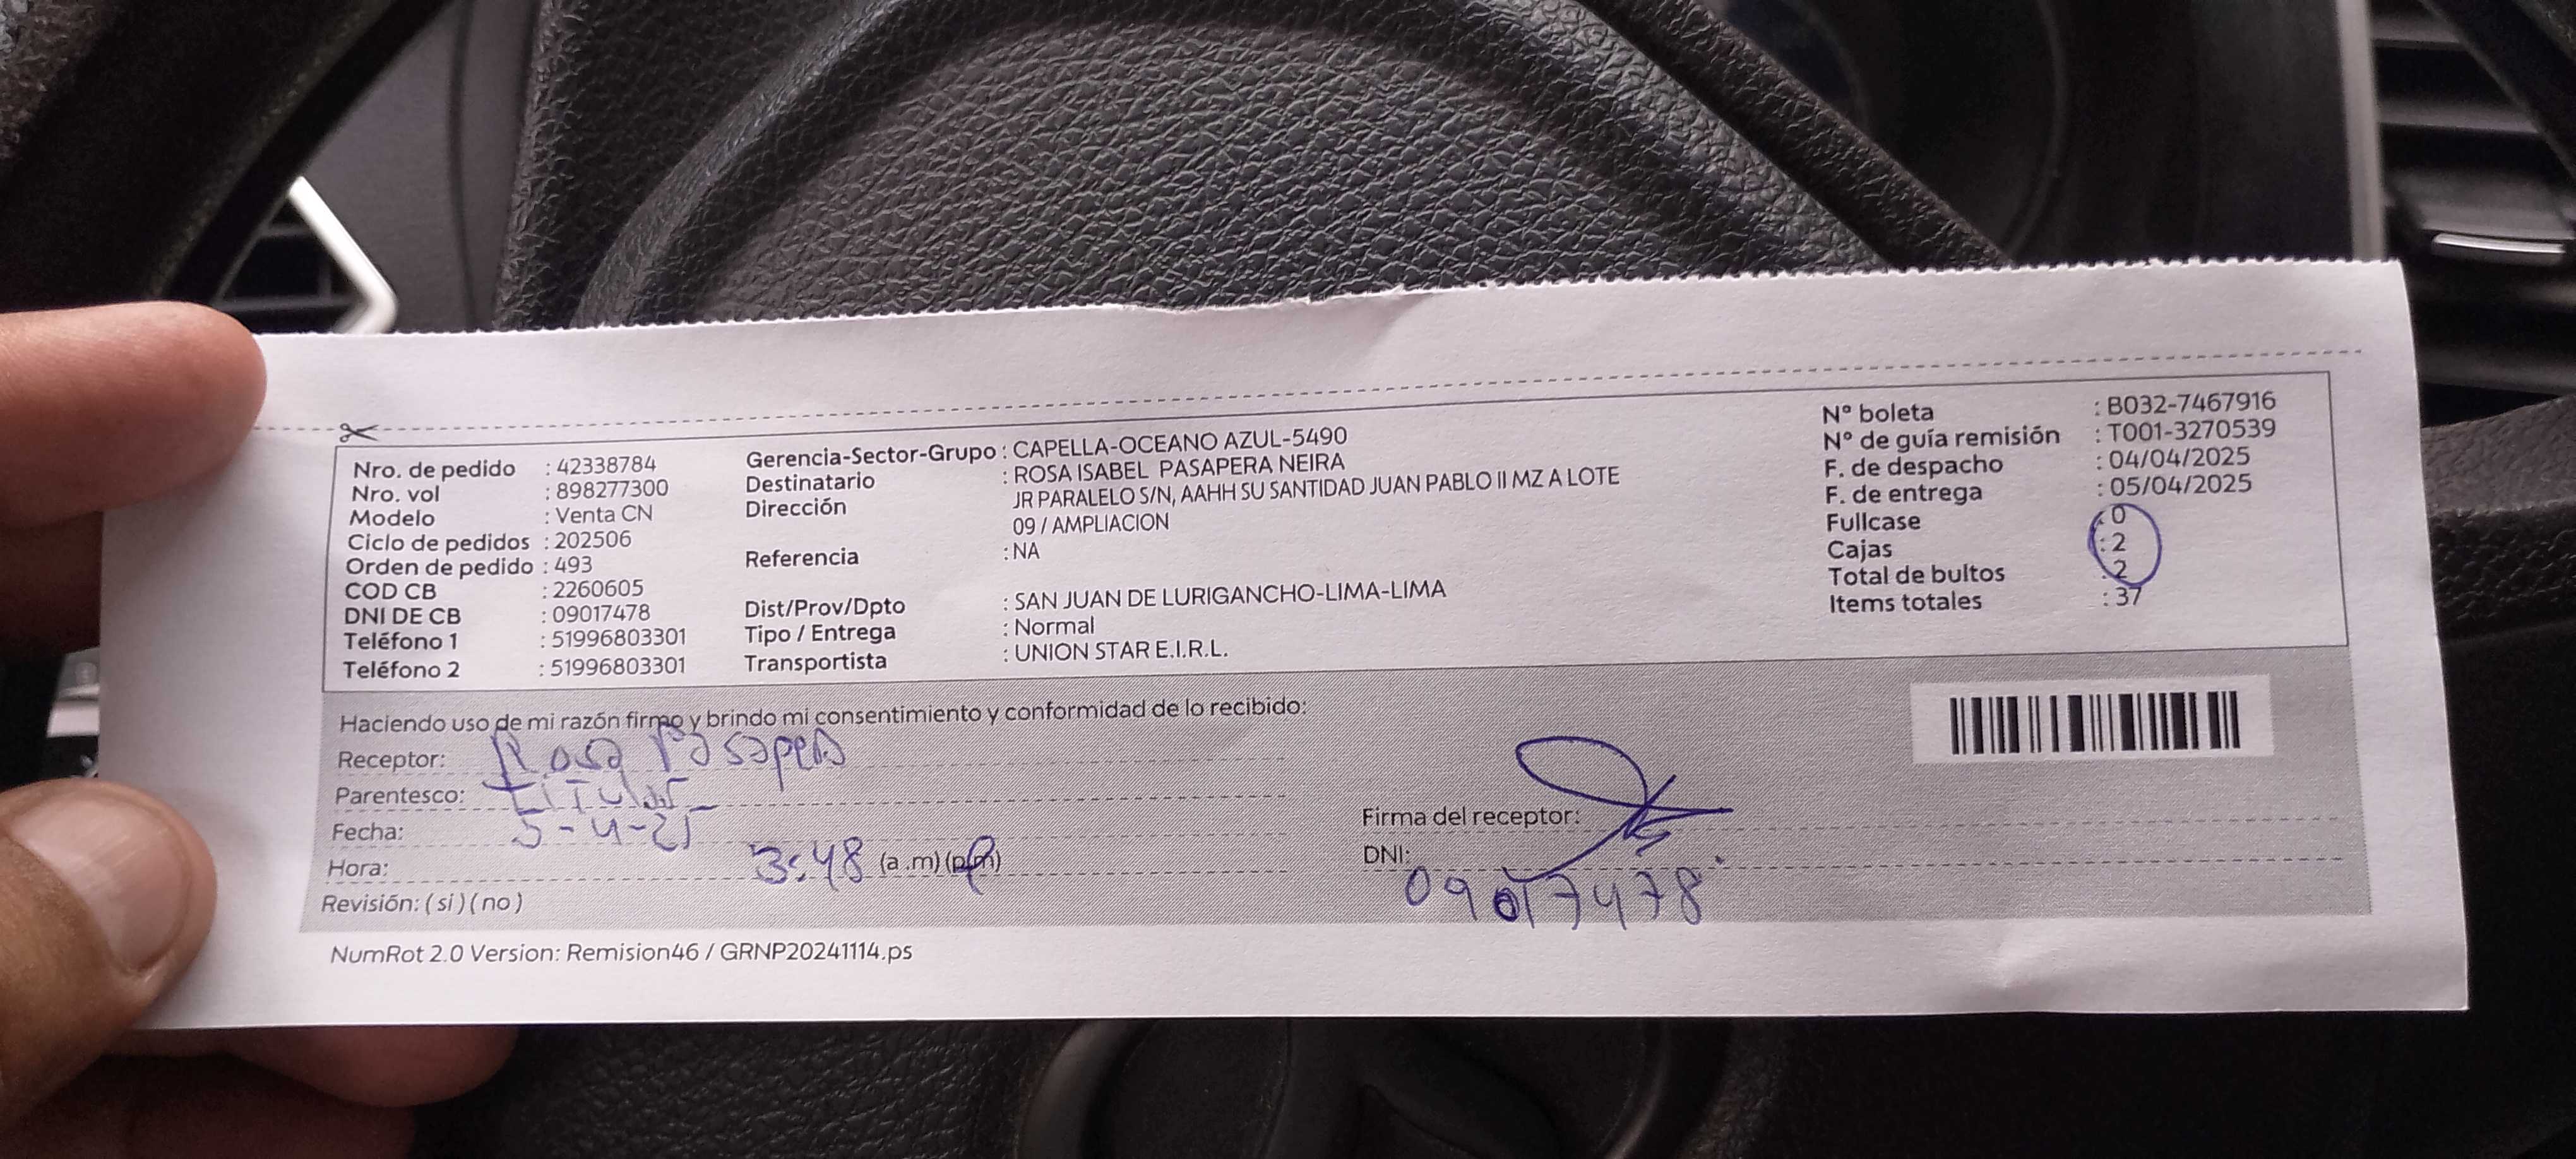 Nro. de pedido : 42338784
Nro. vol : 898277300
Modelo : Venta CN
Ciclo de pedidos : 202506
Orden de pedido : 493
COD CB : 2260605
DNI DE CB : 09017478
Teléfono 1 : 51996803301
Teléfono 2 : 51996803301
Gerencia-Sector-Grupo : CAPELLA-OCEANO AZUL-5490
Destinatario : ROSA ISABEL PASAPERA NEIRA
Dirección JR PARALELO S/N, AAHH SU SANTIDAD JUAN PABLO II MZ A LOTE
09 / AMPLIACION
Referencia : NA
Dist/Prov/Dpto : SAN JUAN DE LURIGANCHO-LIMA-LIMA
Tipo / Entrega : Normal
Transportista : UNION STAR E.I.R.L.
N° boleta : B032-7467916
N° de guía remisión : T001-3270539
F. de despacho : 04/04/2025
F. de entrega : 05/04/2025
Fullcase : 0
Cajas : 2
Total de bultos : 2
Items totales : 37
Haciendo uso de mi razón firmo y brindo mi consentimiento y conformidad de lo recibido:
Receptor: Rosa Pasapera
Parentesco: titular
Fecha: 5-4-25
Hora: 3:48 (a .m) (p.m)
Revisión: ( si ) ( no )
Firma del receptor:
DNI: 09017478
NumRot 2.0 Version: Remision46 / GRNP20241114.ps